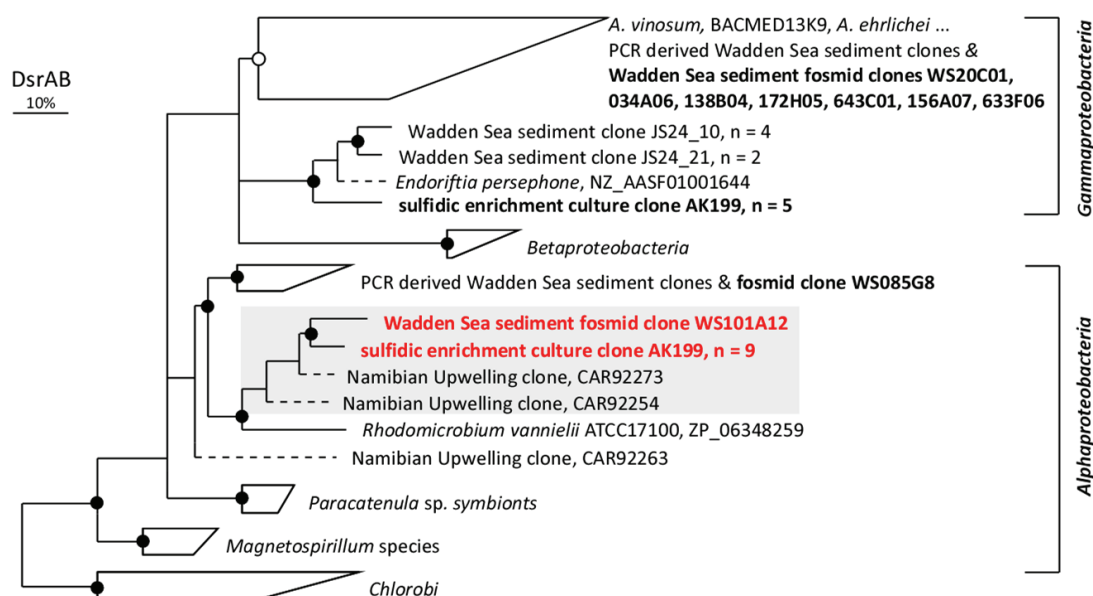 DsrAB
10%
A. vinosum, BACMED13K9, A. ehrlichei ...
PCR derived Wadden Sea sediment clones &
Wadden Sea sediment fosmid clones WS20C01,
034A06, 138B04, 172H05, 643C01, 156A07, 633F06
Wadden Sea sediment clone JS24_10, n = 4
Wadden Sea sediment clone JS24_21, n = 2
Endoriftia persephone, NZ_AASF01001644
sulfidic enrichment culture clone AK199, n = 5
Betaproteobacteria
Gammaproteobacteria
PCR derived Wadden Sea sediment clones & fosmid clone WS085G8
Wadden Sea sediment fosmid clone WS101A12
sulfidic enrichment culture clone AK199, n = 9
Namibian Upwelling clone, CAR92273
Namibian Upwelling clone, CAR92254
Rhodomicrobium vannielii ATCC17100, ZP_06348259
Namibian Upwelling clone, CAR92263
Paracatenula sp. symbionts
Magnetospirillum species
Alphaproteobacteria
Chlorobi